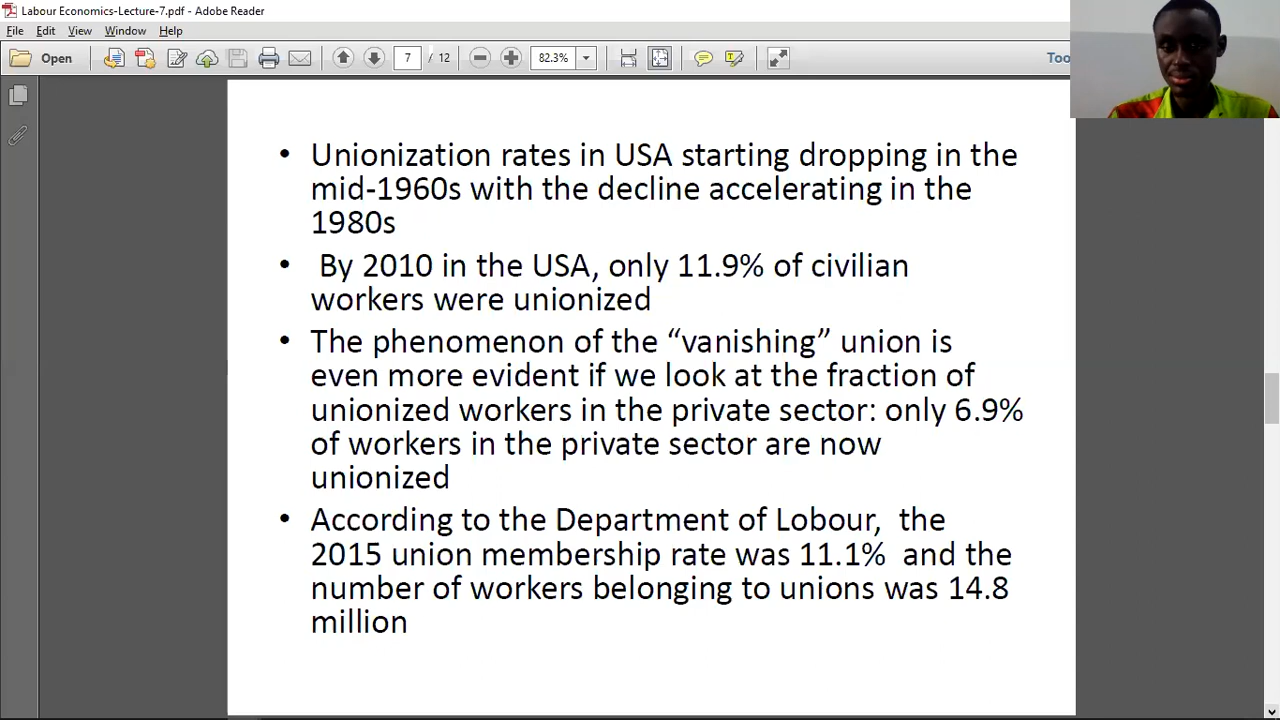 Labour Economics-Lecture-7.pdf - Adobe Reader
File Edit View Window Help
Open 7 / 12 82.3%
• Unionization rates in USA starting dropping in the
mid-1960s with the decline accelerating in the
1980s
• By 2010 in the USA, only 11.9% of civilian
workers were unionized
• The phenomenon of the “vanishing” union is
even more evident if we look at the fraction of
unionized workers in the private sector: only 6.9%
of workers in the private sector are now
unionized
• According to the Department of Lobour, the
2015 union membership rate was 11.1% and the
number of workers belonging to unions was 14.8
million